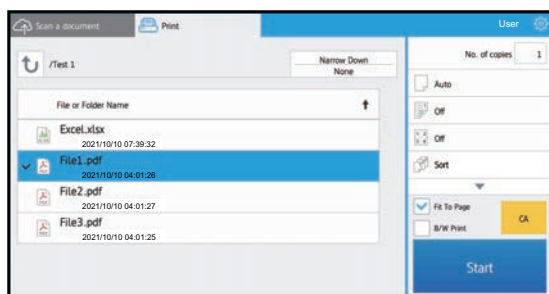 Scan a document
Print
User
/Test 1
Narrow Down
None
File or Folder Name
Excel.xlsx
2021/10/10 07:39:32
File1.pdf
2021/10/10 04:01:26
File2.pdf
2021/10/10 04:01:27
File3.pdf
2021/10/10 04:01:25
No. of copies 1
Auto
Off
Off
Sort
Fit To Page
B/W Print
CA
Start